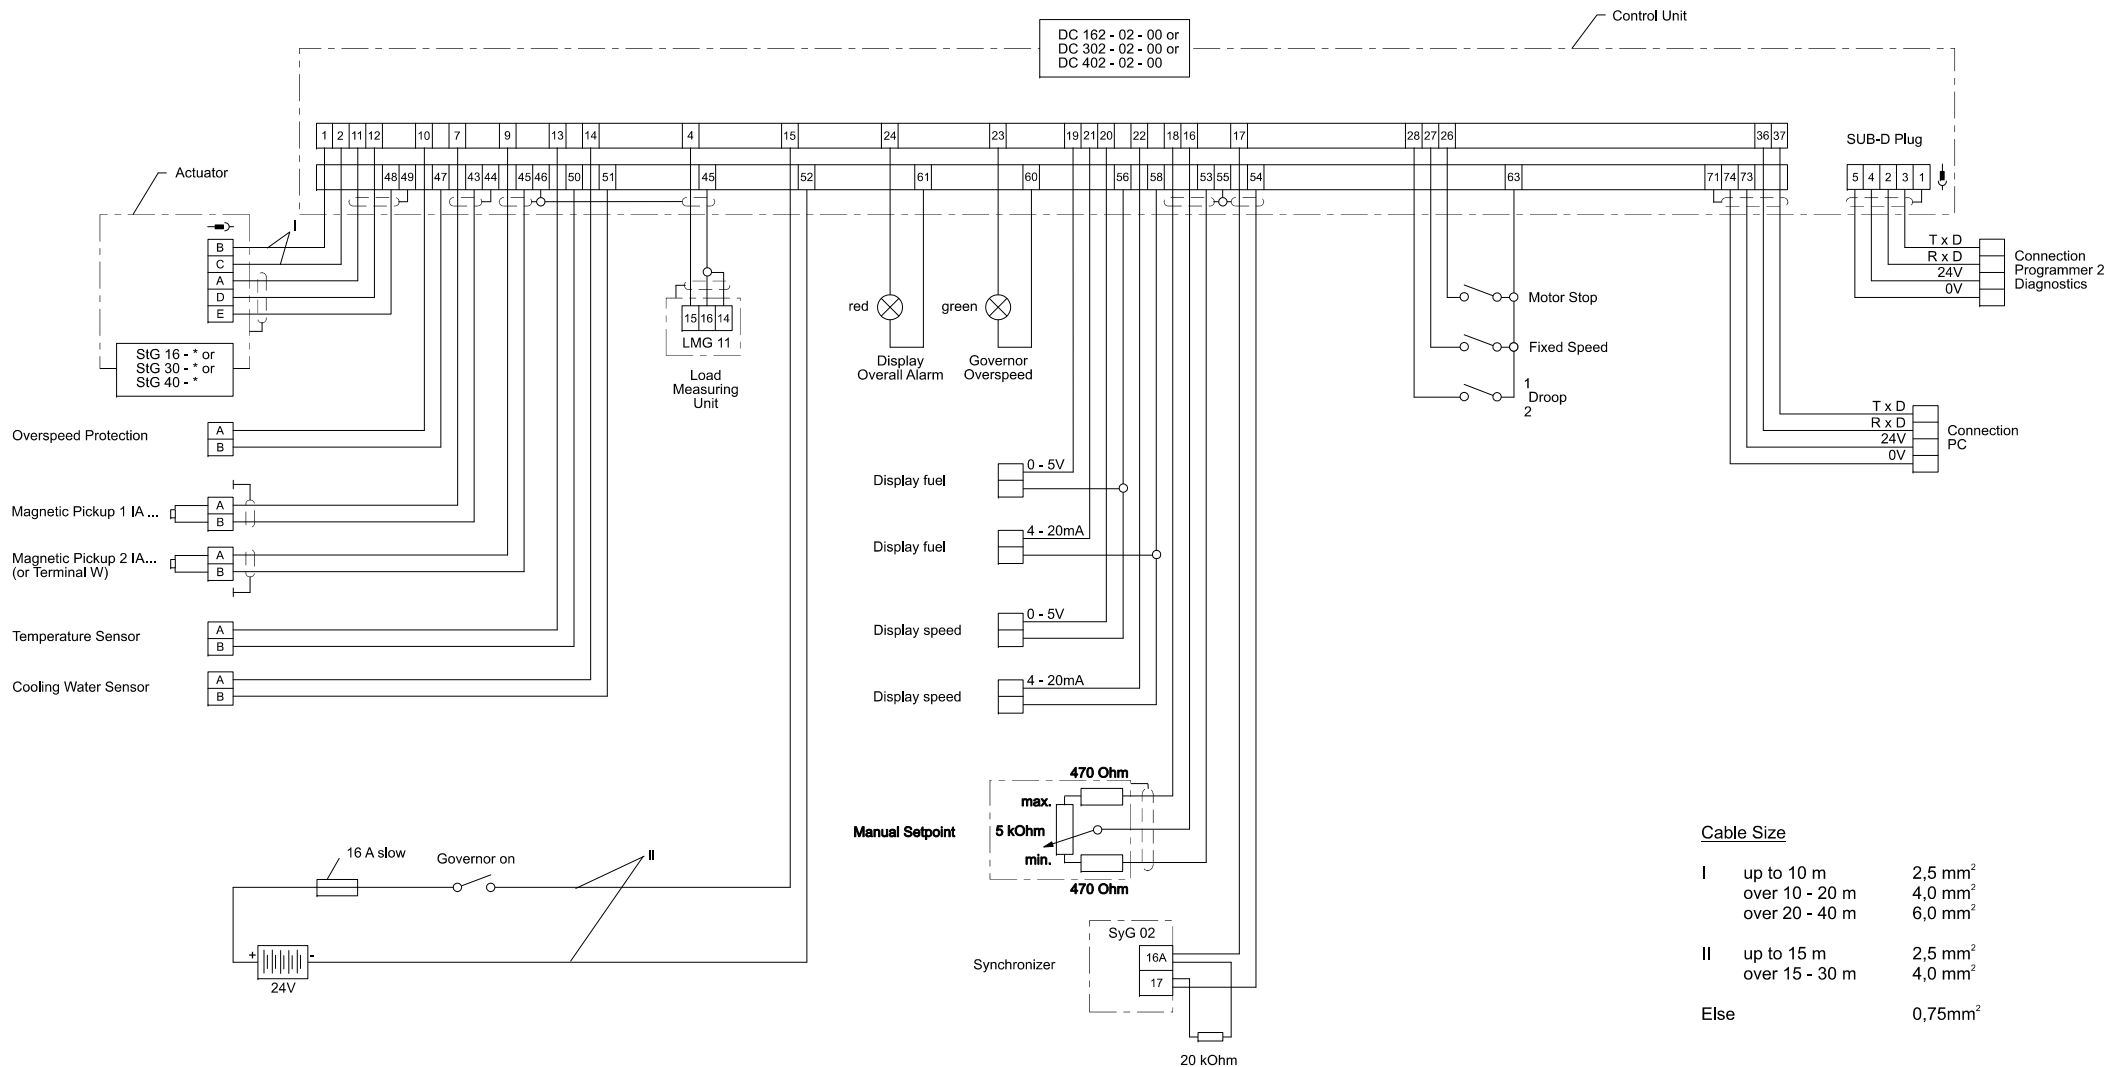 Control Unit
DC 162 - 02 - 00 or
DC 302 - 02 - 00 or
DC 402 - 02 - 00
1 2 11 12 10 7 9 13 14 4 15 24 23 19 21 20 22 18 16 17 28 27 26 36 37
48 49 47 43 44 45 46 50 51 45 52 61 60 56 58 53 55 54 63 71 74 73
SUB-D Plug
5 4 2 3 1
Actuator
I
B
C
A
D
E
StG 16 - * or
StG 30 - * or
StG 40 - *
15 16 14
LMG 11
Load
Measuring
Unit
red
Display
Overall Alarm
green
Governor
Overspeed
Motor Stop
Fixed Speed
1
Droop
2
T x D
R x D
24V
0V
Connection
Programmer 2
Diagnostics
T x D
R x D
24V
0V
Connection
PC
Overspeed Protection
A
B
Magnetic Pickup 1 IA ...
A
B
Magnetic Pickup 2 IA...
(or Terminal W)
A
B
Temperature Sensor
A
B
Cooling Water Sensor
A
B
Display fuel
0 - 5V
Display fuel
4 - 20mA
Display speed
0 - 5V
Display speed
4 - 20mA
470 Ohm
max.
Manual Setpoint
5 kOhm
min.
470 Ohm
16 A slow
Governor on
II
+
-
24V
SyG 02
Synchronizer
16A
17
20 kOhm
Cable Size
I up to 10 m 2,5 mm²
over 10 - 20 m 4,0 mm²
over 20 - 40 m 6,0 mm²
II up to 15 m 2,5 mm²
over 15 - 30 m 4,0 mm²
Else 0,75mm²